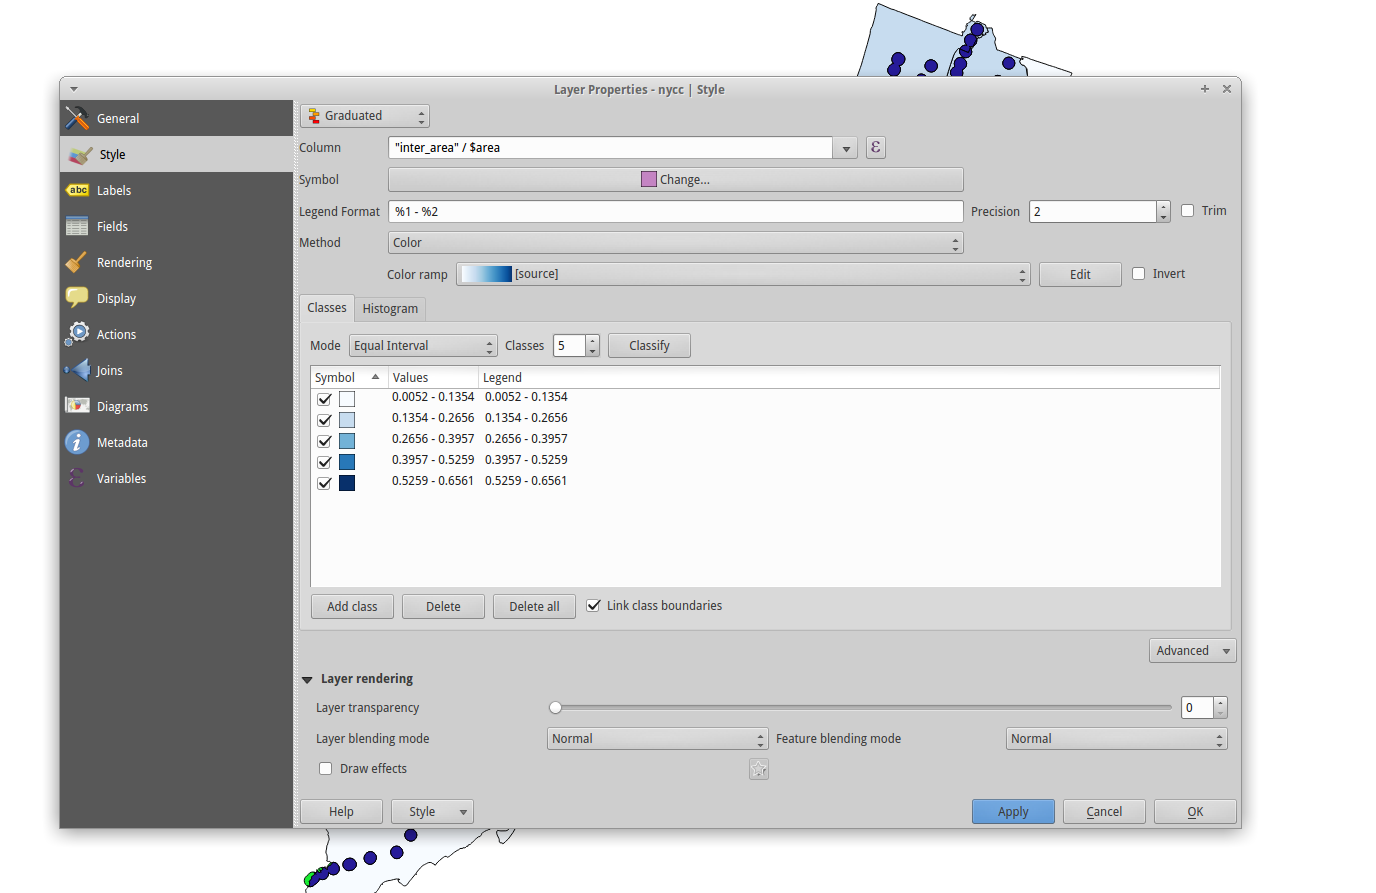 Layer Properties - nycc | Style
General
Style
abc Labels
Fields
Rendering
Display
Actions
Joins
Diagrams
i Metadata
ε Variables
Graduated
Column "inter_area" / $area ε
Symbol Change...
Legend Format %1 - %2 Precision 2 Trim
Method Color
Color ramp [source] Edit Invert
Classes Histogram
Mode Equal Interval Classes 5 Classify
Symbol Values Legend
0.0052 - 0.1354 0.0052 - 0.1354
0.1354 - 0.2656 0.1354 - 0.2656
0.2656 - 0.3957 0.2656 - 0.3957
0.3957 - 0.5259 0.3957 - 0.5259
0.5259 - 0.6561 0.5259 - 0.6561
Add class Delete Delete all Link class boundaries
Advanced
Layer rendering
Layer transparency 0
Layer blending mode Normal Feature blending mode Normal
Draw effects
Help Style Apply Cancel OK